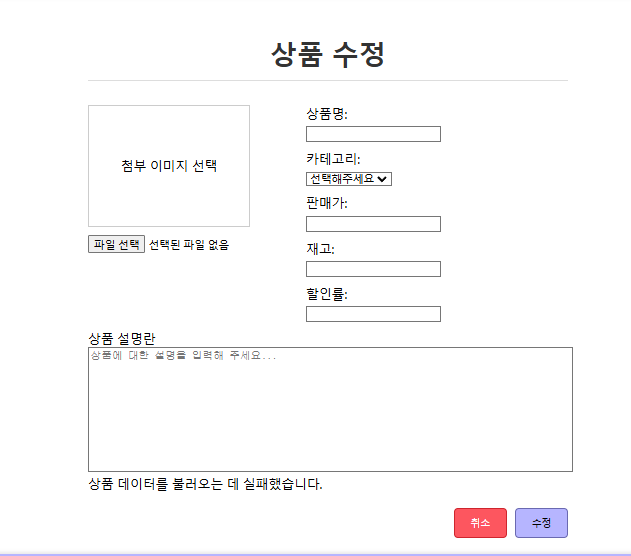 상품 수정
첨부 이미지 선택
파일 선택 선택된 파일 없음
상품명:
카테고리:
선택해주세요
판매가:
재고:
할인률:
상품 설명란
상품에 대한 설명을 입력해 주세요...
상품 데이터를 불러오는 데 실패했습니다.
취소 수정